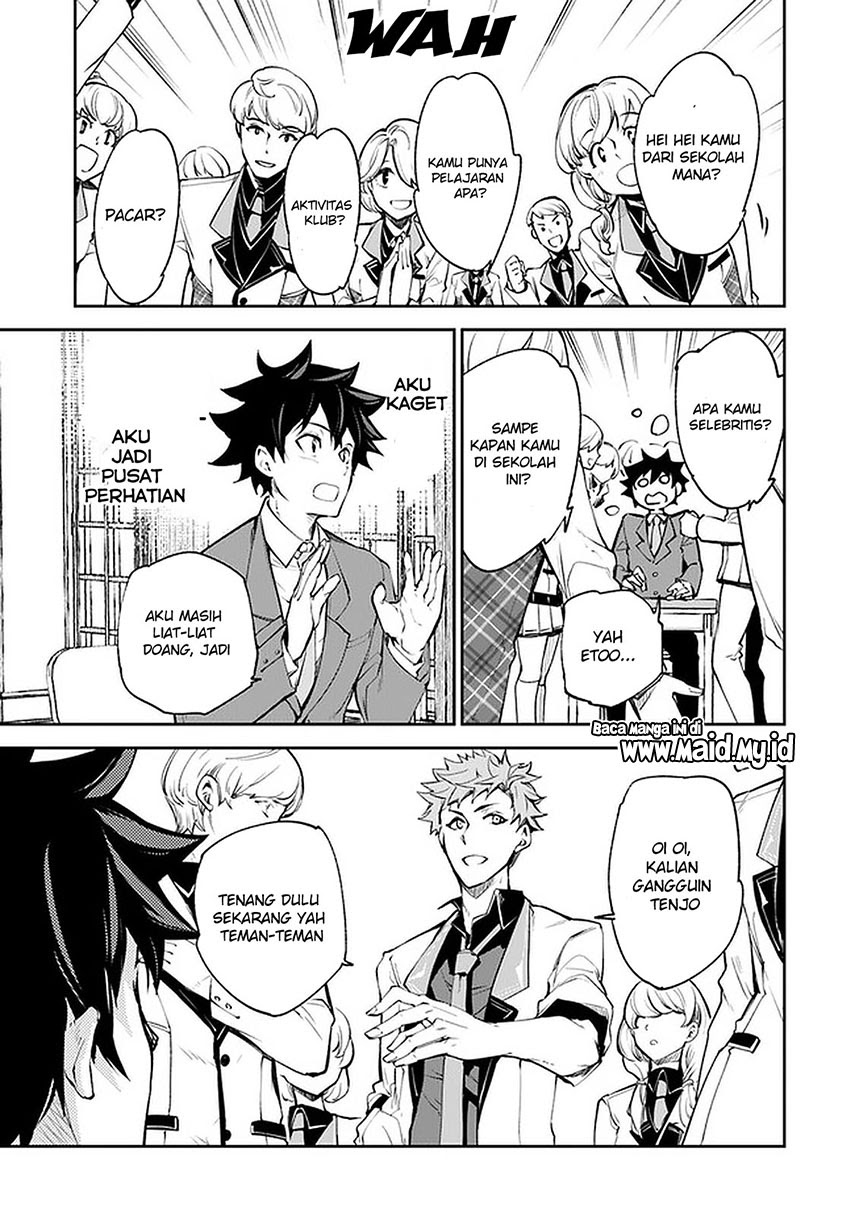 WAH
HEI HEI KAMU
DARI SEKOLAH
MANA?
KAMU PUNYA
PELAJARAN
APA?
AKTIVITAS
KLUB?
PACAR?
APA KAMU
SELEBRITIS?
SAMPE
KAPAN KAMU
DI SEKOLAH
INI?
YAH
ETOO...
AKU
KAGET
AKU
JADI
PUSAT
PERHATIAN
AKU MASIH
LIAT-LIAT
DOANG, JADI
Baca Manga ini di
www.Maid.My.id
OI OI,
KALIAN
GANGGUIN
TENJO
TENANG DULU
SEKARANG YAH
TEMAN-TEMAN